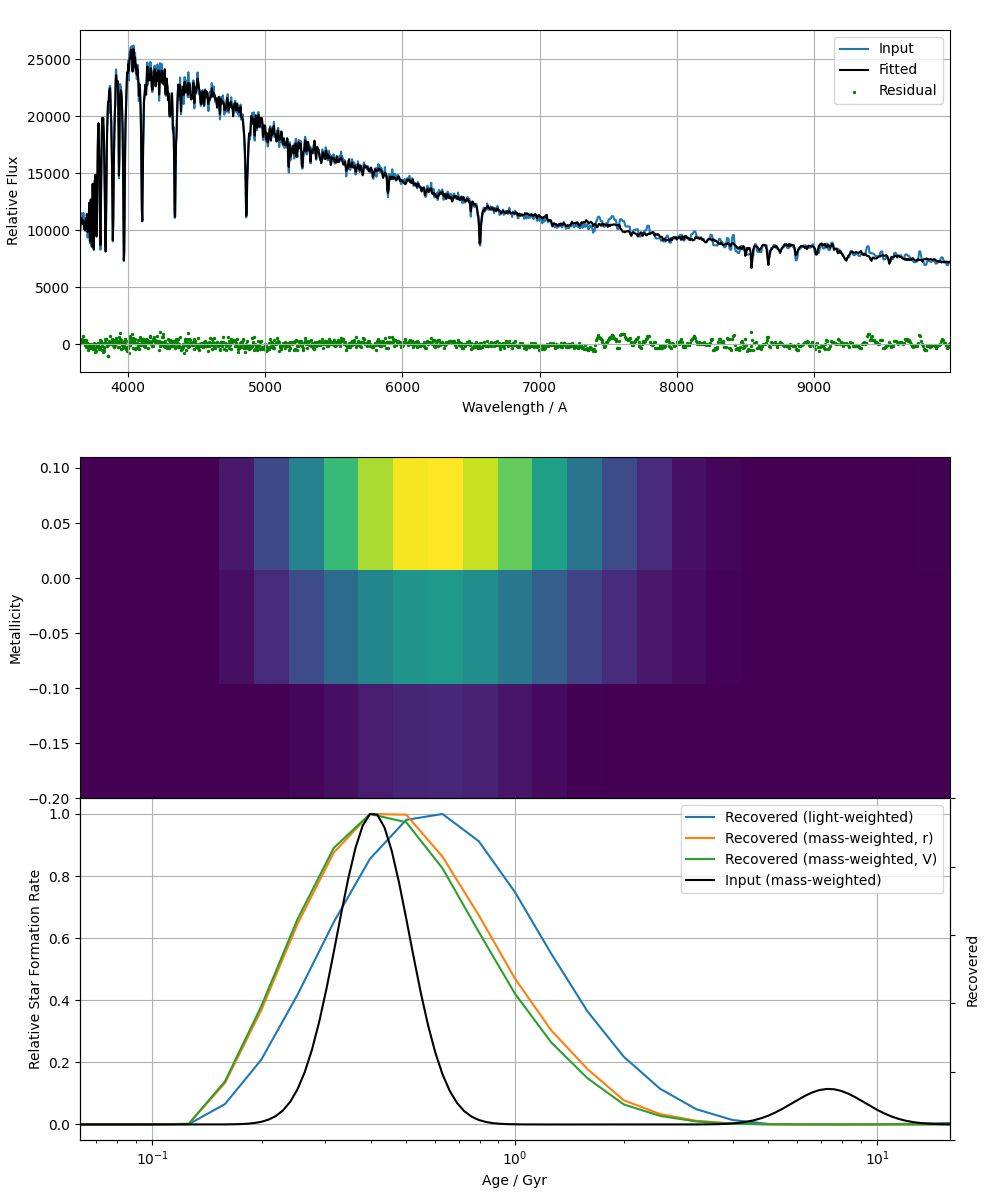 Input
Fitted
Residual
25000
20000
15000
10000
5000
0
Relative Flux
4000 5000 6000 7000 8000 9000
Wavelength / A
0.10
0.05
0.00
−0.05
−0.10
−0.15
−0.20
Metallicity
Recovered (light-weighted)
Recovered (mass-weighted, r)
Recovered (mass-weighted, V)
Input (mass-weighted)
1.0
0.8
0.6
0.4
0.2
0.0
Relative Star Formation Rate
Recovered
10⁻¹ 10⁰ 10¹
Age / Gyr